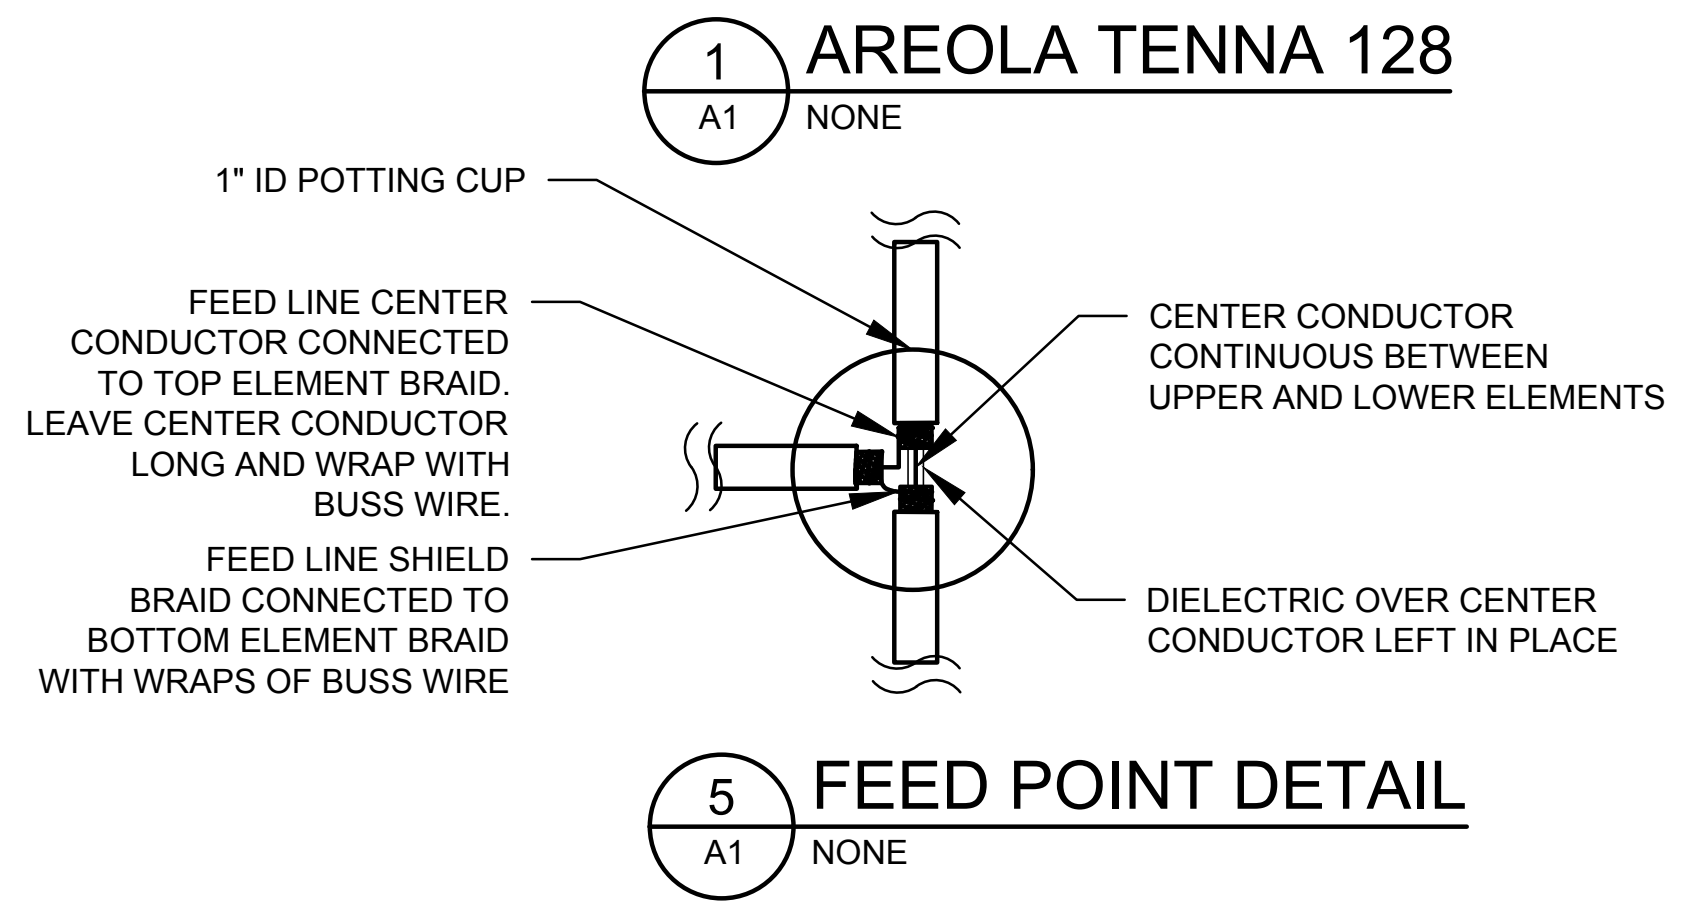 1
A1
AREOLA TENNA 128
NONE
1" ID POTTING CUP
FEED LINE CENTER
CONDUCTOR CONNECTED
TO TOP ELEMENT BRAID.
LEAVE CENTER CONDUCTOR
LONG AND WRAP WITH
BUSS WIRE.
FEED LINE SHIELD
BRAID CONNECTED TO
BOTTOM ELEMENT BRAID
WITH WRAPS OF BUSS WIRE
CENTER CONDUCTOR
CONTINUOUS BETWEEN
UPPER AND LOWER ELEMENTS
DIELECTRIC OVER CENTER
CONDUCTOR LEFT IN PLACE
5
A1
FEED POINT DETAIL
NONE